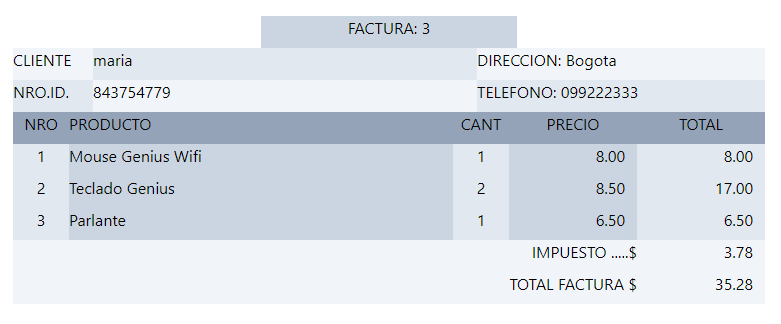 FACTURA: 3
CLIENTE maria DIRECCION: Bogota
NRO.ID. 843754779 TELEFONO: 099222333
NRO PRODUCTO CANT PRECIO TOTAL
1 Mouse Genius Wifi 1 8.00 8.00
2 Teclado Genius 2 8.50 17.00
3 Parlante 1 6.50 6.50
IMPUESTO .....$ 3.78
TOTAL FACTURA $ 35.28